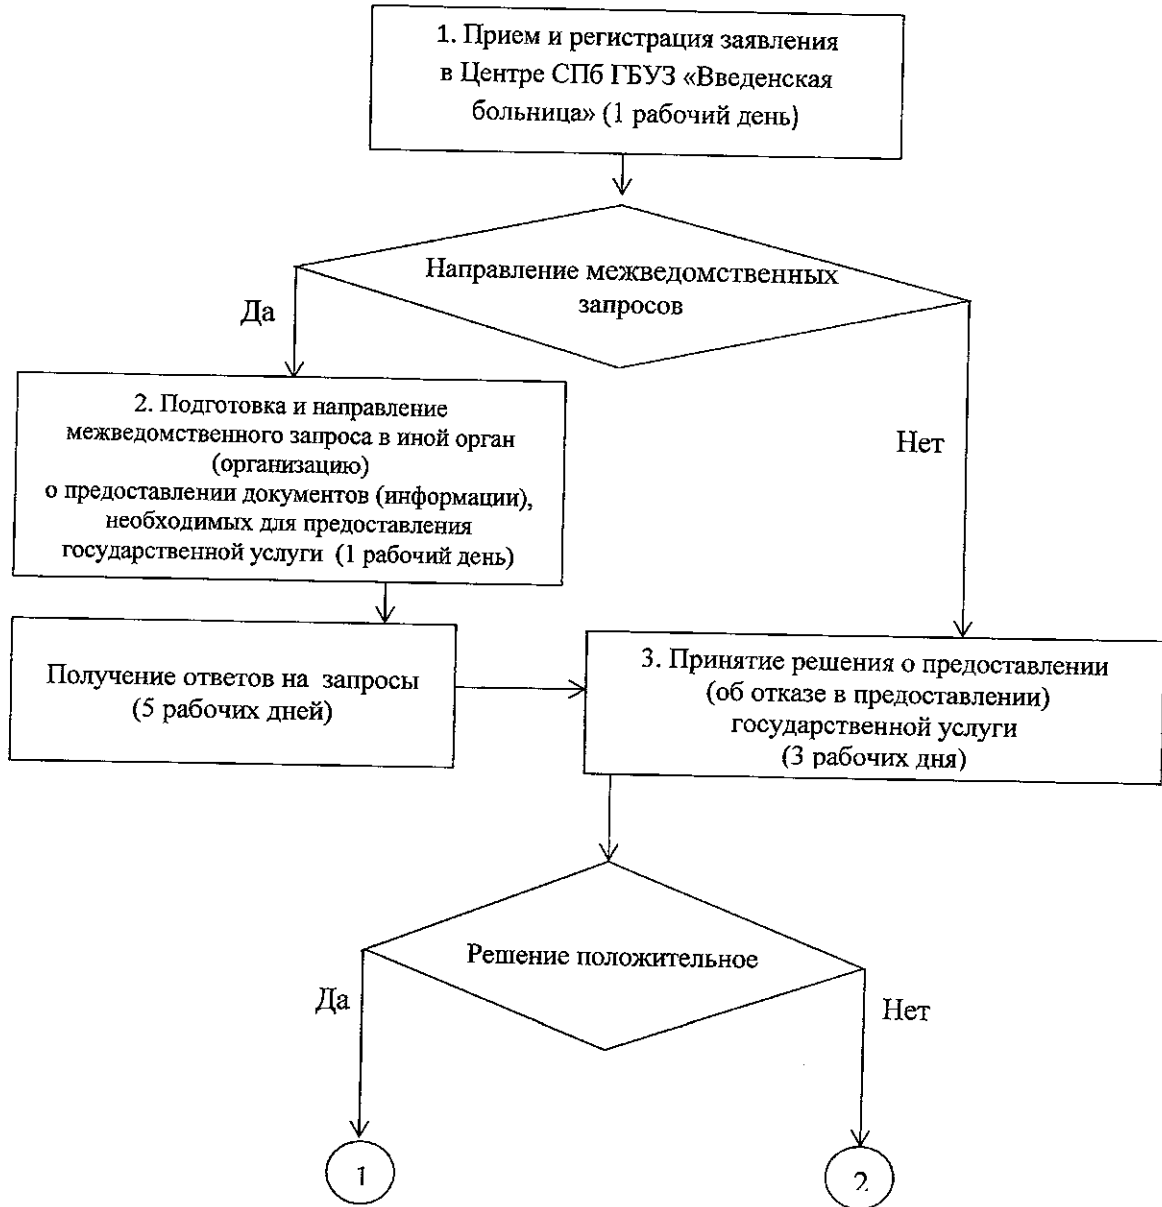 1. Прием и регистрация заявления
в Центре СПб ГБУЗ «Введенская
больница» (1 рабочий день)
Направление межведомственных
запросов
Да
Нет
2. Подготовка и направление
межведомственного запроса в иной орган
(организацию)
о предоставлении документов (информации),
необходимых для предоставления
государственной услуги (1 рабочий день)
Получение ответов на запросы
(5 рабочих дней)
3. Принятие решения о предоставлении
(об отказе в предоставлении)
государственной услуги
(3 рабочих дня)
Решение положительное
Да
Нет
1
2